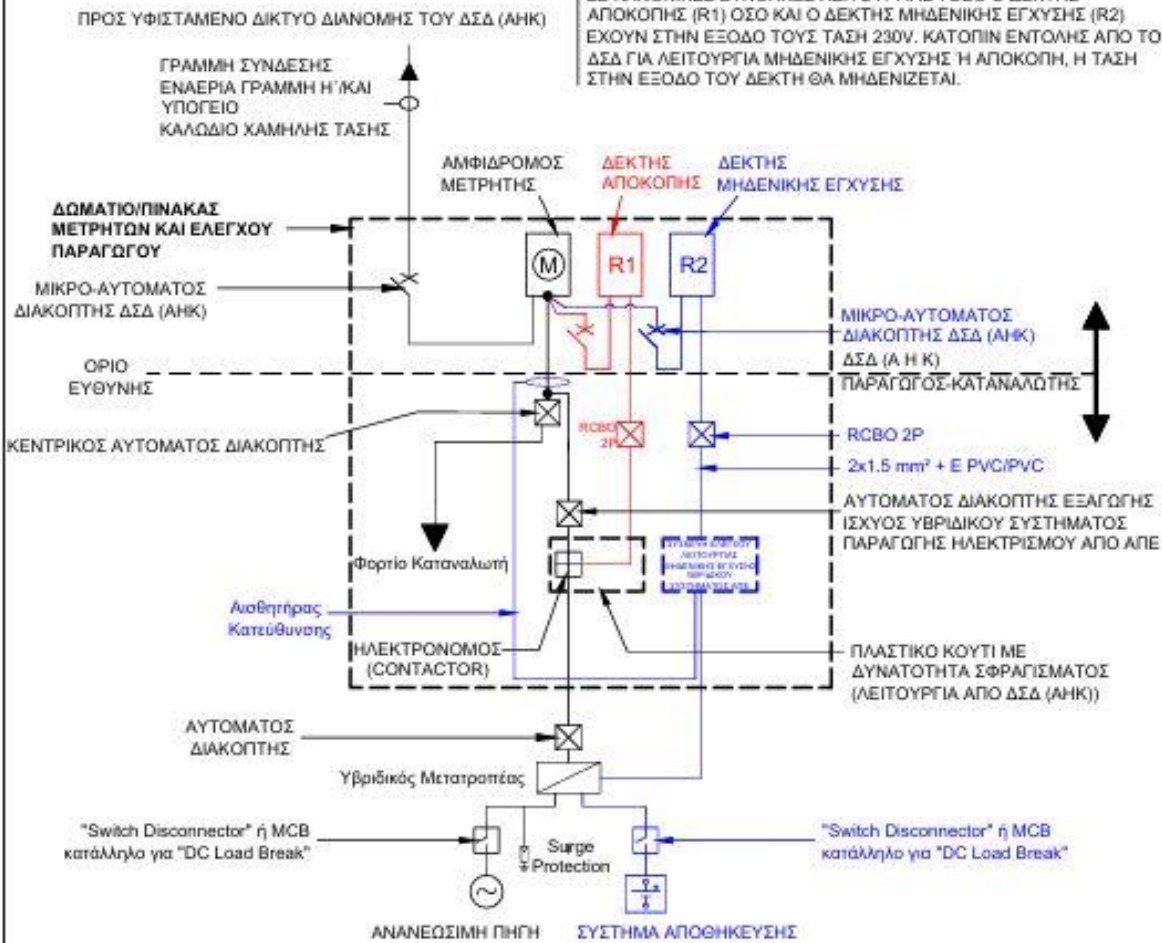 ΠΡΟΣ ΥΦΙΣΤΑΜΕΝΟ ΔΙΚΤΥΟ ΔΙΑΝΟΜΗΣ ΤΟΥ ΔΣΔ (ΑΗΚ)
ΑΠΟΚΟΠΗΣ (R1) ΟΣΟ ΚΑΙ Ο ΔΕΚΤΗΣ ΜΗΔΕΝΙΚΗΣ ΕΓΧΥΣΗΣ (R2)
ΕΧΟΥΝ ΣΤΗΝ ΕΞΟΔΟ ΤΟΥΣ ΤΑΣΗ 230V. ΚΑΤΟΠΙΝ ΕΝΤΟΛΗΣ ΑΠΟ ΤΟ
ΔΣΔ ΓΙΑ ΛΕΙΤΟΥΡΓΙΑ ΜΗΔΕΝΙΚΗΣ ΕΓΧΥΣΗΣ Ή ΑΠΟΚΟΠΗ, Η ΤΑΣΗ
ΣΤΗΝ ΕΞΟΔΟ ΤΟΥ ΔΕΚΤΗ ΘΑ ΜΗΔΕΝΙΖΕΤΑΙ.
ΓΡΑΜΜΗ ΣΥΝΔΕΣΗΣ
ΕΝΑΕΡΙΑ ΓΡΑΜΜΗ Η΄/ΚΑΙ
ΥΠΟΓΕΙΟ
ΚΑΛΩΔΙΟ ΧΑΜΗΛΗΣ ΤΑΣΗΣ
ΑΜΦΙΔΡΟΜΟΣ
ΜΕΤΡΗΤΗΣ
ΔΕΚΤΗΣ
ΑΠΟΚΟΠΗΣ
ΔΕΚΤΗΣ
ΜΗΔΕΝΙΚΗΣ ΕΓΧΥΣΗΣ
ΔΩΜΑΤΙΟ/ΠΙΝΑΚΑΣ
ΜΕΤΡΗΤΩΝ ΚΑΙ ΕΛΕΓΧΟΥ
ΠΑΡΑΓΩΓΟΥ
M
R1
R2
ΜΙΚΡΟ-ΑΥΤΟΜΑΤΟΣ
ΔΙΑΚΟΠΤΗΣ ΔΣΔ (ΑΗΚ)
ΜΙΚΡΟ-ΑΥΤΟΜΑΤΟΣ
ΔΙΑΚΟΠΤΗΣ ΔΣΔ (ΑΗΚ)
ΔΣΔ (Α Η Κ)
ΟΡΙΟ
ΕΥΘΥΝΗΣ
ΠΑΡΑΓΩΓΟΣ-ΚΑΤΑΝΑΛΩΤΗΣ
ΚΕΝΤΡΙΚΟΣ ΑΥΤΟΜΑΤΟΣ ΔΙΑΚΟΠΤΗΣ
RCBO
2P
RCBO 2P
2x1.5 mm² + E PVC/PVC
ΑΥΤΟΜΑΤΟΣ ΔΙΑΚΟΠΤΗΣ ΕΞΑΓΩΓΗΣ
ΙΣΧΥΟΣ ΥΒΡΙΔΙΚΟΥ ΣΥΣΤΗΜΑΤΟΣ
ΠΑΡΑΓΩΓΗΣ ΗΛΕΚΤΡΙΣΜΟΥ ΑΠΟ ΑΠΕ
Φορτίο Καταναλωτή
ΛΕΙΤΟΥΡΓΙΑΣ
ΜΗΔΕΝΙΚΗΣ ΕΓΧΥΣΗΣ
Αισθητήρας
Κατεύθυνσης
ΗΛΕΚΤΡΟΝΟΜΟΣ
(CONTACTOR)
ΠΛΑΣΤΙΚΟ ΚΟΥΤΙ ΜΕ
ΔΥΝΑΤΟΤΗΤΑ ΣΦΡΑΓΙΣΜΑΤΟΣ
(ΛΕΙΤΟΥΡΓΙΑ ΑΠΟ ΔΣΔ (ΑΗΚ))
ΑΥΤΟΜΑΤΟΣ
ΔΙΑΚΟΠΤΗΣ
Υβριδικός Μετατροπέας
"Switch Disconnector" ή MCB
κατάλληλο για "DC Load Break"
Surge
Protection
"Switch Disconnector" ή MCB
κατάλληλο για "DC Load Break"
ΑΝΑΝΕΩΣΙΜΗ ΠΗΓΗ
ΣΥΣΤΗΜΑ ΑΠΟΘΗΚΕΥΣΗΣ